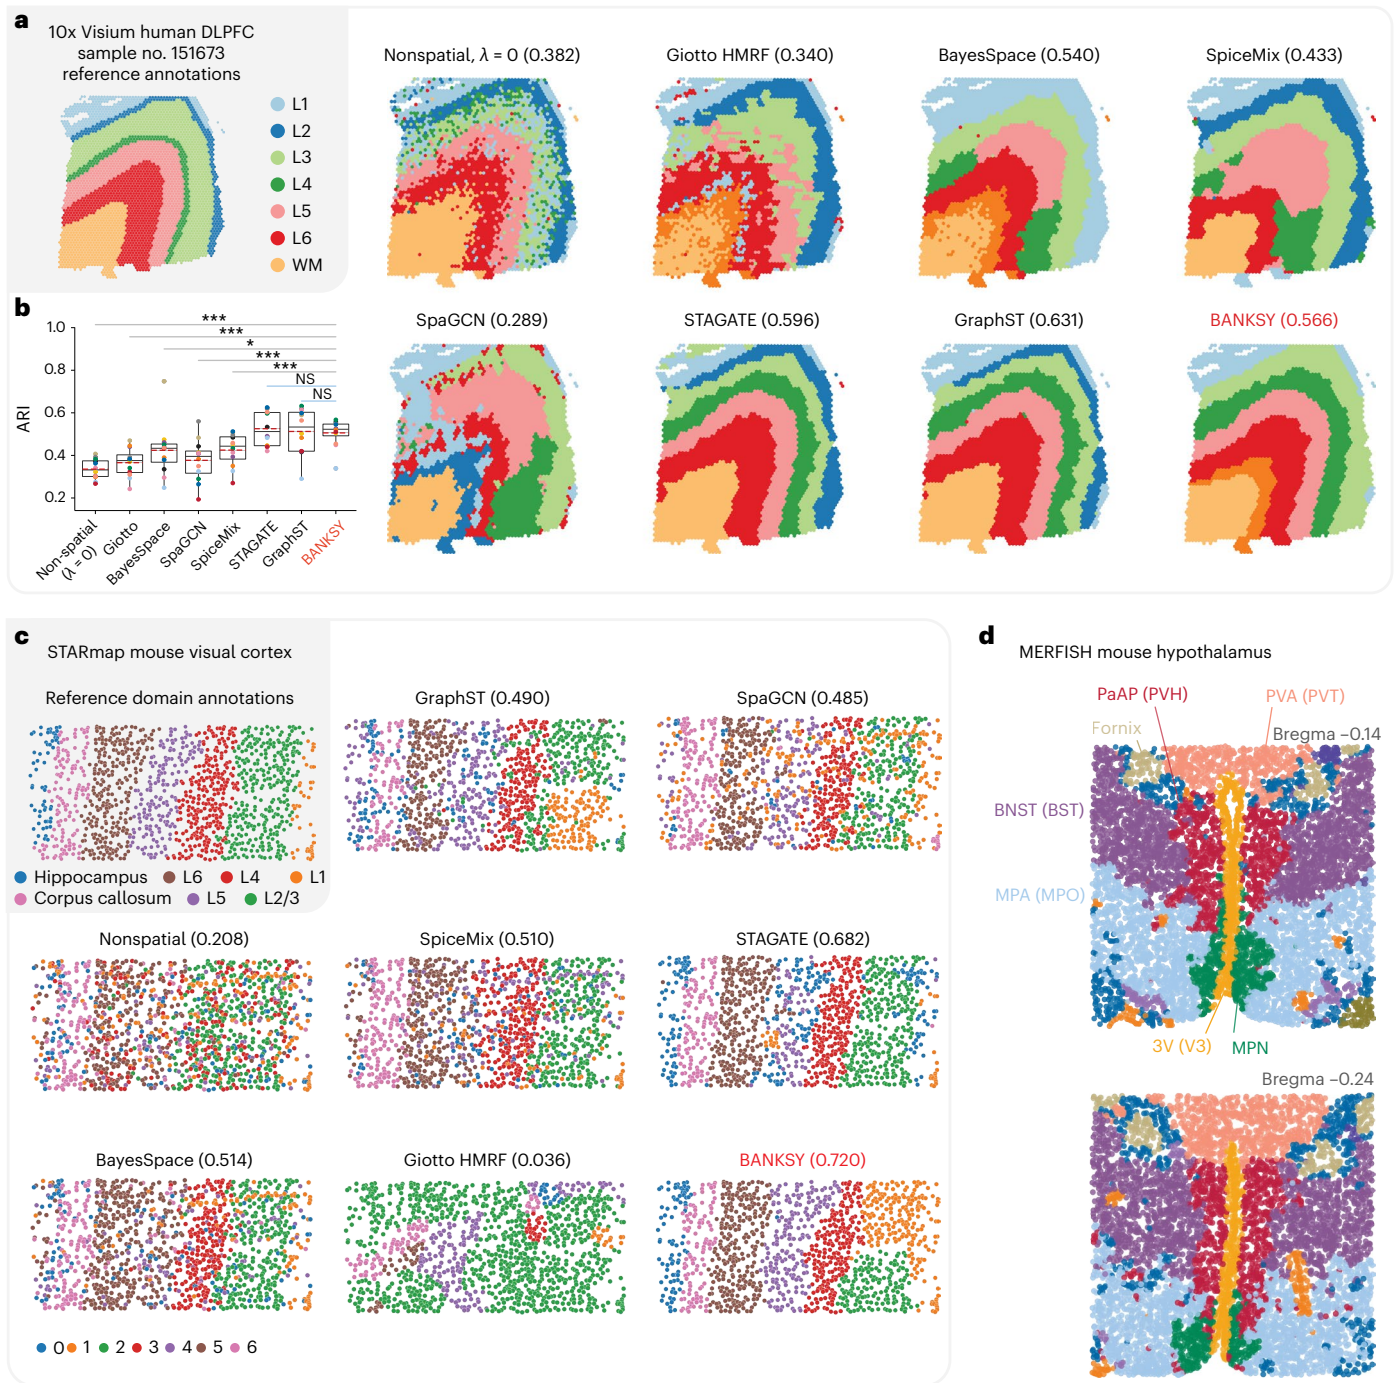 a
10x Visium human DLPFC
sample no. 151673
reference annotations
L1
L2
L3
L4
L5
L6
WM
Nonspatial, λ = 0 (0.382)
Giotto HMRF (0.340)
BayesSpace (0.540)
SpiceMix (0.433)
SpaGCN (0.289)
STAGATE (0.596)
GraphST (0.631)
BANKSY (0.566)
b
***
***
*
***
***
NS
NS
1.0
0.8
0.6
0.4
0.2
ARI
Non-spatial
(λ = 0)
Giotto
BayesSpace
SpaGCN
SpiceMix
STAGATE
GraphST
BANKSY
c
STARmap mouse visual cortex
Reference domain annotations
Hippocampus
L6
L4
L1
Corpus callosum
L5
L2/3
GraphST (0.490)
SpaGCN (0.485)
Nonspatial (0.208)
SpiceMix (0.510)
STAGATE (0.682)
BayesSpace (0.514)
Giotto HMRF (0.036)
BANKSY (0.720)
0 1 2 3 4 5 6
d
MERFISH mouse hypothalamus
PaAP (PVH)
PVA (PVT)
Fornix
Bregma –0.14
BNST (BST)
MPA (MPO)
3V (V3)
MPN
Bregma –0.24